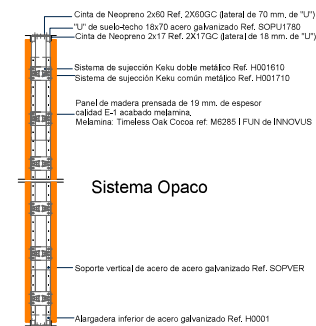 Cinta de Neopreno 2x60 Ref, 2X60GC (lateral de 70 mm, de "U")
"U" de suelo-techo 18x70 acero galvanizado Ref. SOPU1780
Cinta de Neopreno 2x17 Ref. 2X17GC (lateral de 18 mm. de "U")
Sistema de sujección Keku doble metálico Ref. H001610
Sistema de sujección Keku común metálico Ref. H001710
Panel de madera prensada de 19 mm. de espesor
calidad E-1 acabado melamina.
Melamina: Timeless Oak Cocoa ref: M6285 I FUN de INNOVUS
Sistema Opaco
Soporte vertical de acero de acero galvanizado Ref. SOPVER
Alargadera inferior de acero galvanizado Ref. H0001